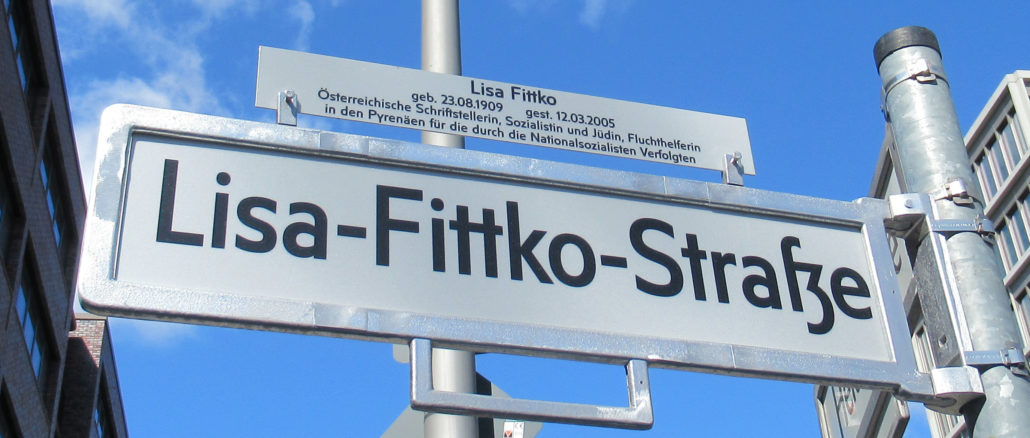 Lisa Fittko
geb. 23.08.1909 gest. 12.03.2005
Österreichische Schriftstellerin, Sozialistin und Jüdin, Fluchthelferin
in den Pyrenäen für die durch die Nationalsozialisten Verfolgten
Lisa-Fittko-Straße